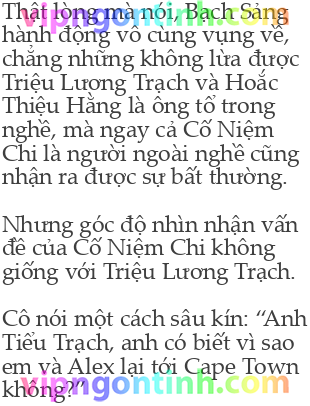 Thật lòng mà nói, Bạch Sảng
vipngontinh.com
hành động vô cùng vụng về,
chẳng những không lừa được
Triệu Lương Trạch và Hoắc
Thiệu Hằng là ông tổ trong
nghề, mà ngay cả Cố Niệm
Chi là người ngoài nghề cũng
nhận ra được sự bất thường.
Nhưng góc độ nhìn nhận vấn
đề của Cố Niệm Chi không
giống với Triệu Lương Trạch.
Cô nói một cách sâu kín: “Anh
Tiểu Trạch, anh có biết vì sao
em và Alex lại tới Cape Town
không?”
vipngontinh.com